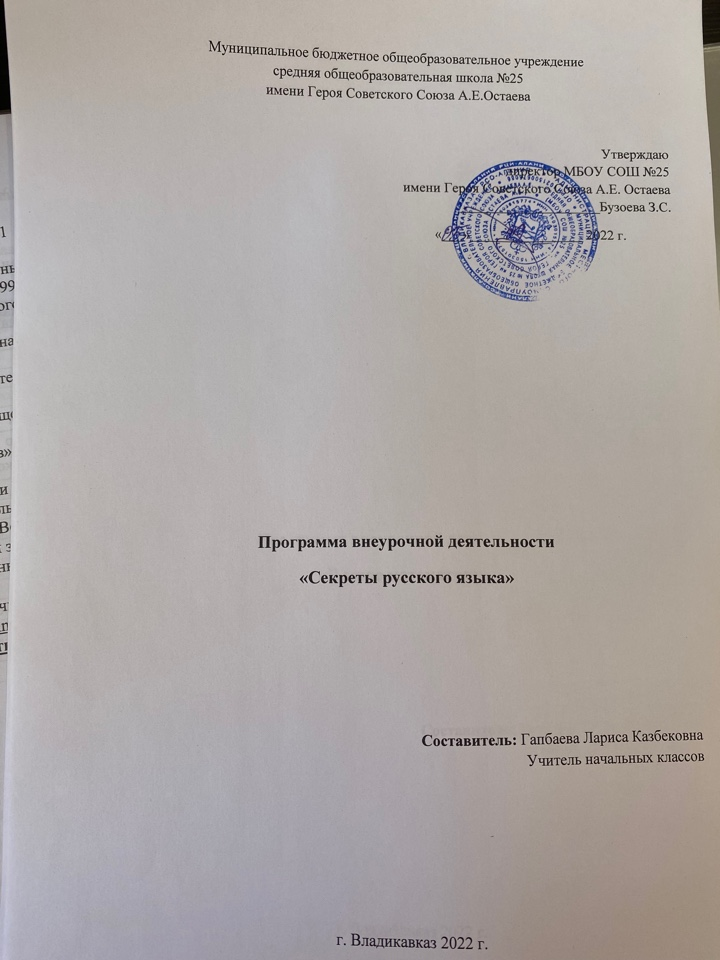 Муниципальное бюджетное общеобразовательное учреждение
средняя общеобразовательная школа №25
имени Героя Советского Союза А.Е.Остаева
Утверждаю
директор МБОУ СОШ №25
имени Героя Советского Союза А.Е. Остаева
Бузоева З.С.
2022 г.
Программа внеурочной деятельности
«Секреты русского языка»
Составитель: Гапбаева Лариса Казбековна
Учитель начальных классов
г. Владикавказ 2022 г.